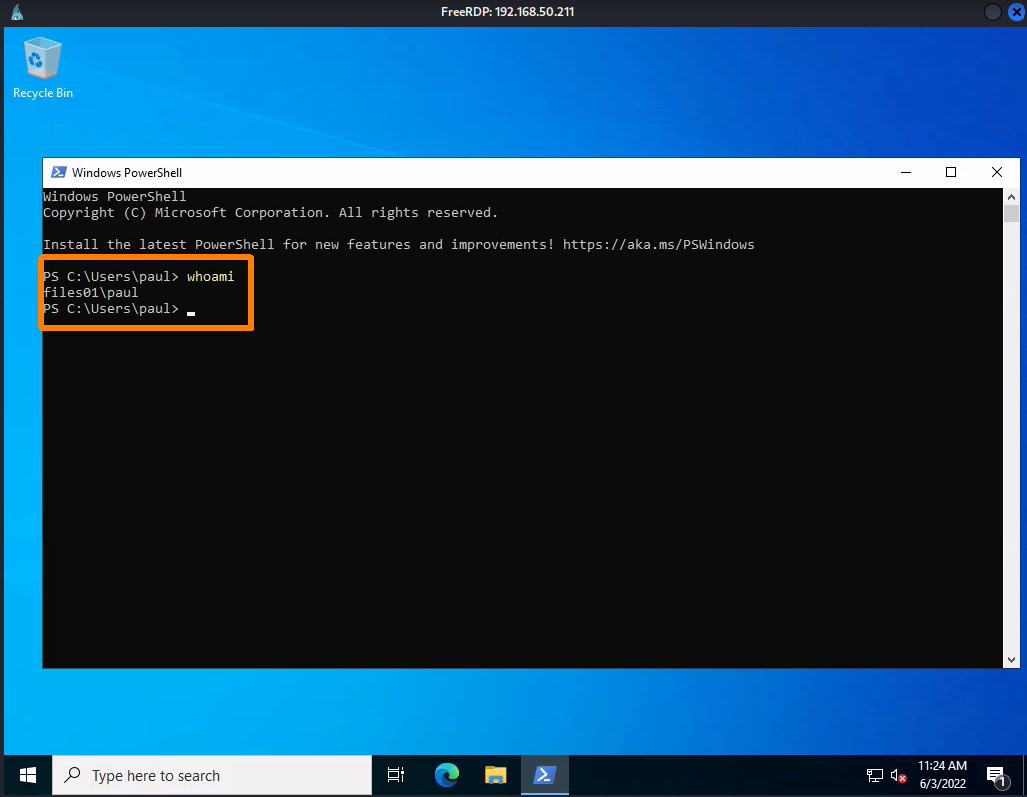 FreeRDP: 192.168.50.211
Recycle Bin
Windows PowerShell
Windows PowerShell
Copyright (C) Microsoft Corporation. All rights reserved.
Install the latest PowerShell for new features and improvements! https://aka.ms/PSWindows
PS C:\Users\paul> whoami
files01\paul
PS C:\Users\paul>
Type here to search
11:24 AM
6/3/2022
1